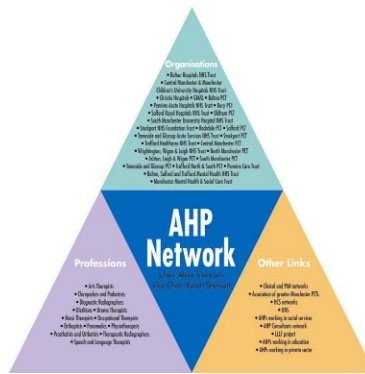 Organisations
• Bolton Hospitals NHS Trust
• Central Manchester & Manchester
Children's University Hospitals NHS Trust
• Christie Hospitals • GMAS • Bolton PCT
• Pennine Acute Hospitals NHS Trust • Bury PCT
• Salford Royal Hospitals NHS Trust • Oldham PCT
• South Manchester University Hospital NHS Trust
• Stockport NHS Foundation Trust • Rochdale PCT • Salford PCT
• Tameside and Glossop Acute Services NHS Trust • Stockport PCT
• Trafford Healthcare NHS Trust • Central Manchester PCT
• Wrightington, Wigan & Leigh NHS Trust • North Manchester PCT
• Ashton, Leigh & Wigan PCT • South Manchester PCT
• Tameside and Glossop PCT • Trafford North & South PCT • Pennine Care Trust
• Bolton, Salford and Trafford Mental Health NHS Trust
• Manchester Mental Health & Social Care Trust
AHP
Network
Chair:
Vice Chair:
Professions
• Arts Therapists
• Chiropodists and Podiatrists
• Diagnostic Radiographers
• Dietitians • Drama Therapists
• Music Therapists • Occupational Therapists
• Orthoptists • Paramedics • Physiotherapists
• Prosthetists and Orthotists • Therapeutic Radiographers
• Speech and Language Therapists
Other Links
• Clinical and PAM networks
• Association of greater Manchester PCTs
• HCS networks
• DHS
• AHPs working in social services
• AHP Consultants network
• LLLF project
• AHPs working in education
• AHPs working in private sector